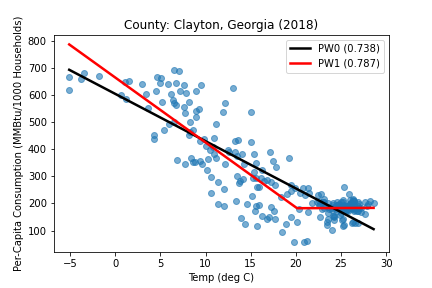 County: Clayton, Georgia (2018)
PW0 (0.738)
PW1 (0.787)
Per-Capita Consumption (MMBtu/1000 Households)
800
700
600
500
400
300
200
100
−5 0 5 10 15 20 25 30
Temp (deg C)